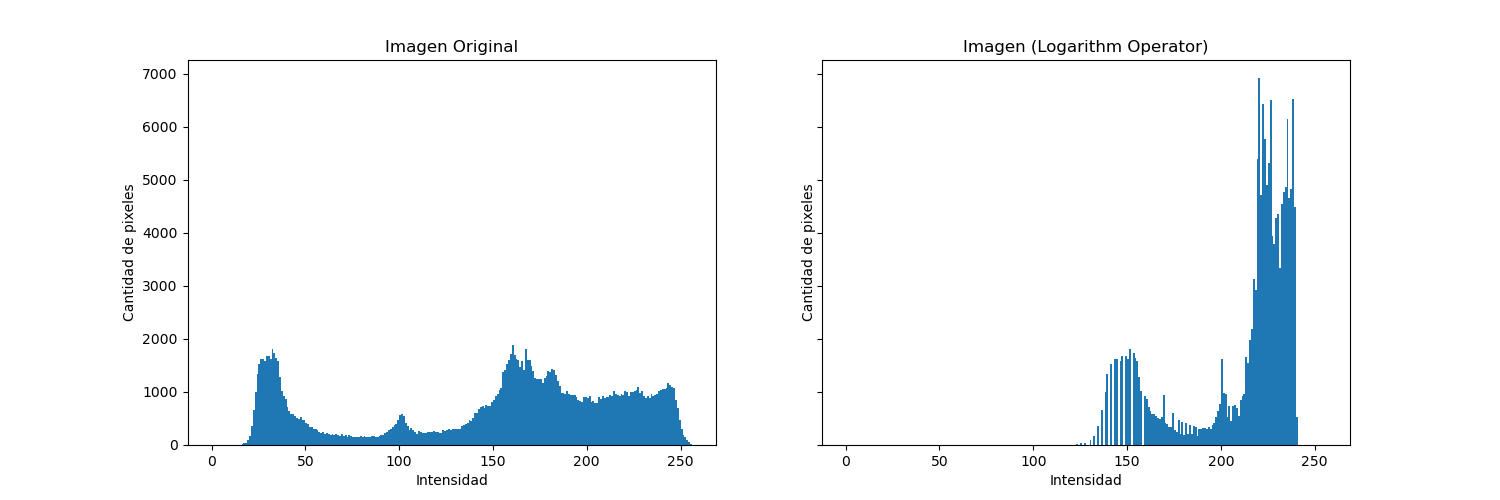 Imagen Original
7000
6000
5000
4000
3000
2000
1000
0
Cantidad de pixeles
0 50 100 150 200 250
Intensidad
Imagen (Logarithm Operator)
Cantidad de pixeles
0 50 100 150 200 250
Intensidad